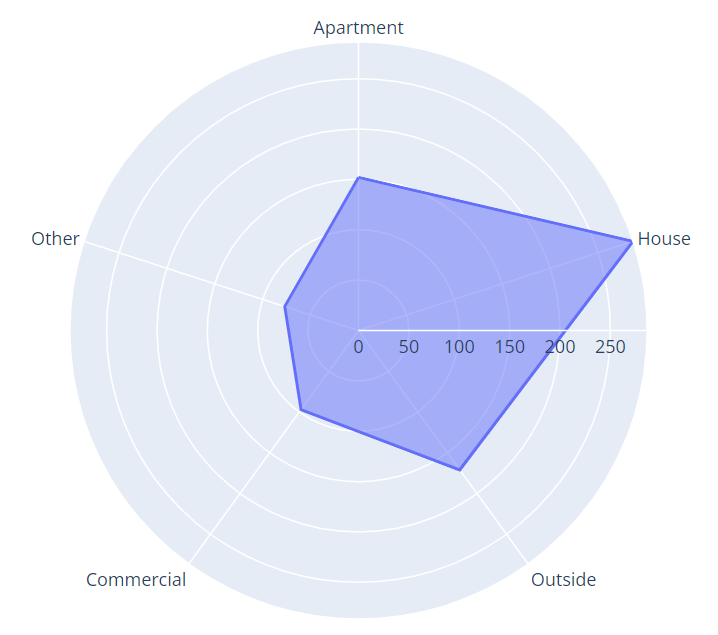 Apartment
Other
House
0 50 100 150 200 250
Commercial
Outside